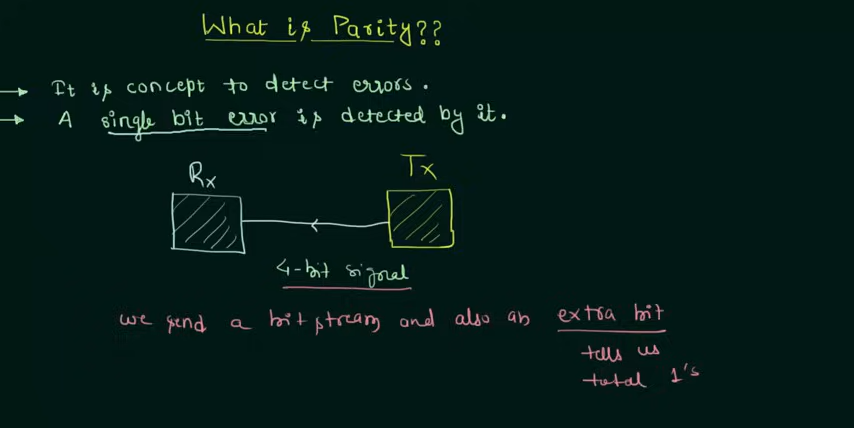 What is Parity??
→ It is concept to detect errors.
→ A single bit error is detected by it.
Rx
Tx
4-bit signal
we send a bit stream and also an extra bit
tells us
total 1's